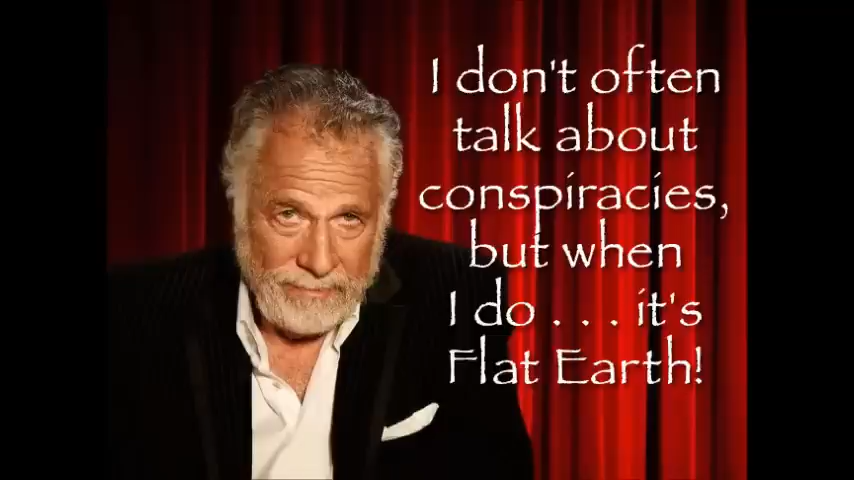 I don't often
talk about
conspiracies,
but when
I do . . . it's
Flat Earth!